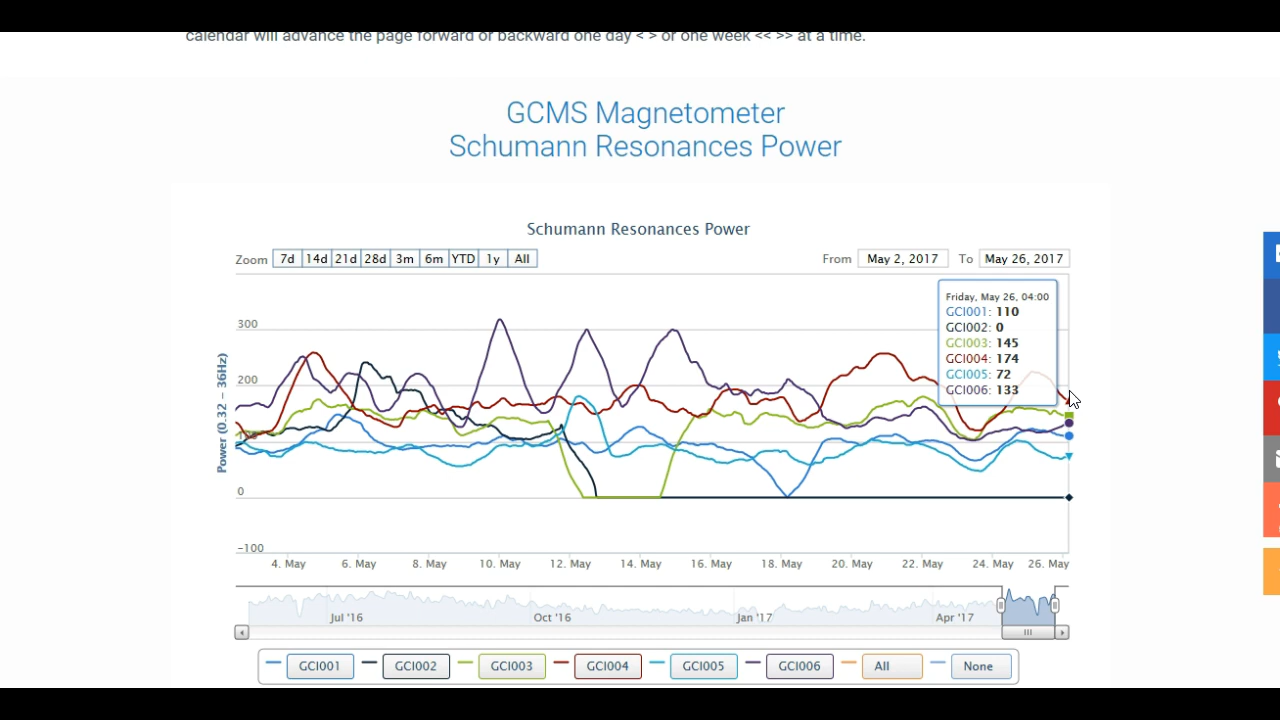 calendar will advance the page forward or backward one day < > or one week << >> at a time.
GCMS Magnetometer
Schumann Resonances Power
Schumann Resonances Power
Zoom 7d 14d 21d 28d 3m 6m YTD 1y All From May 2, 2017 To May 26, 2017
Friday, May 26, 04:00
GCI001: 110
GCI002: 0
GCI003: 145
GCI004: 174
GCI005: 72
GCI006: 133
Power (0.32 – 36Hz)
300
200
100
0
−100
4. May 6. May 8. May 10. May 12. May 14. May 16. May 18. May 20. May 22. May 24. May 26. May
Jul '16 Oct '16 Jan '17 Apr '17
GCI001 GCI002 GCI003 GCI004 GCI005 GCI006 All None